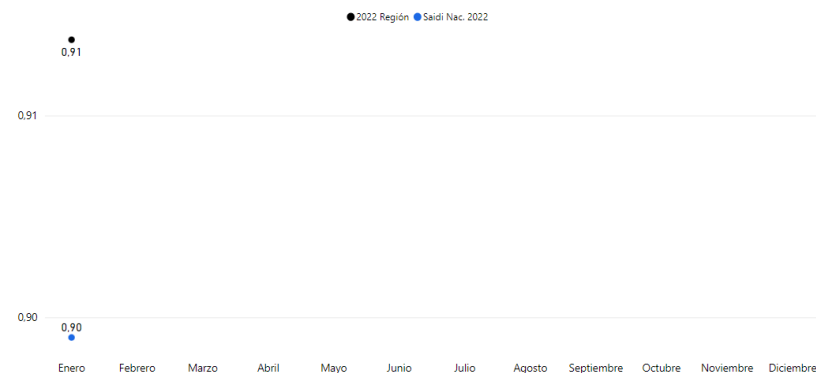 2022 Región Saidi Nac. 2022
0,91
0,91
0,90
0,90
Enero Febrero Marzo Abril Mayo Junio Julio Agosto Septiembre Octubre Noviembre Diciembre